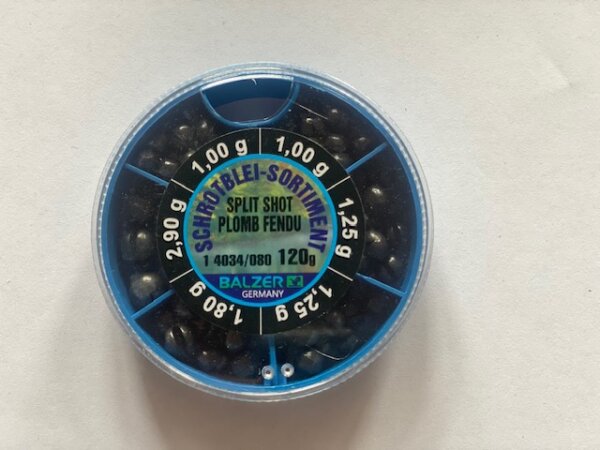 1,00 g
1,00 g
1,25 g
1,25 g
1,80 g
2,90 g
SCHROTBLEI-SORTIMENT
SPLIT SHOT
PLOMB FENDU
1 4034/080 120g
BALZER
GERMANY